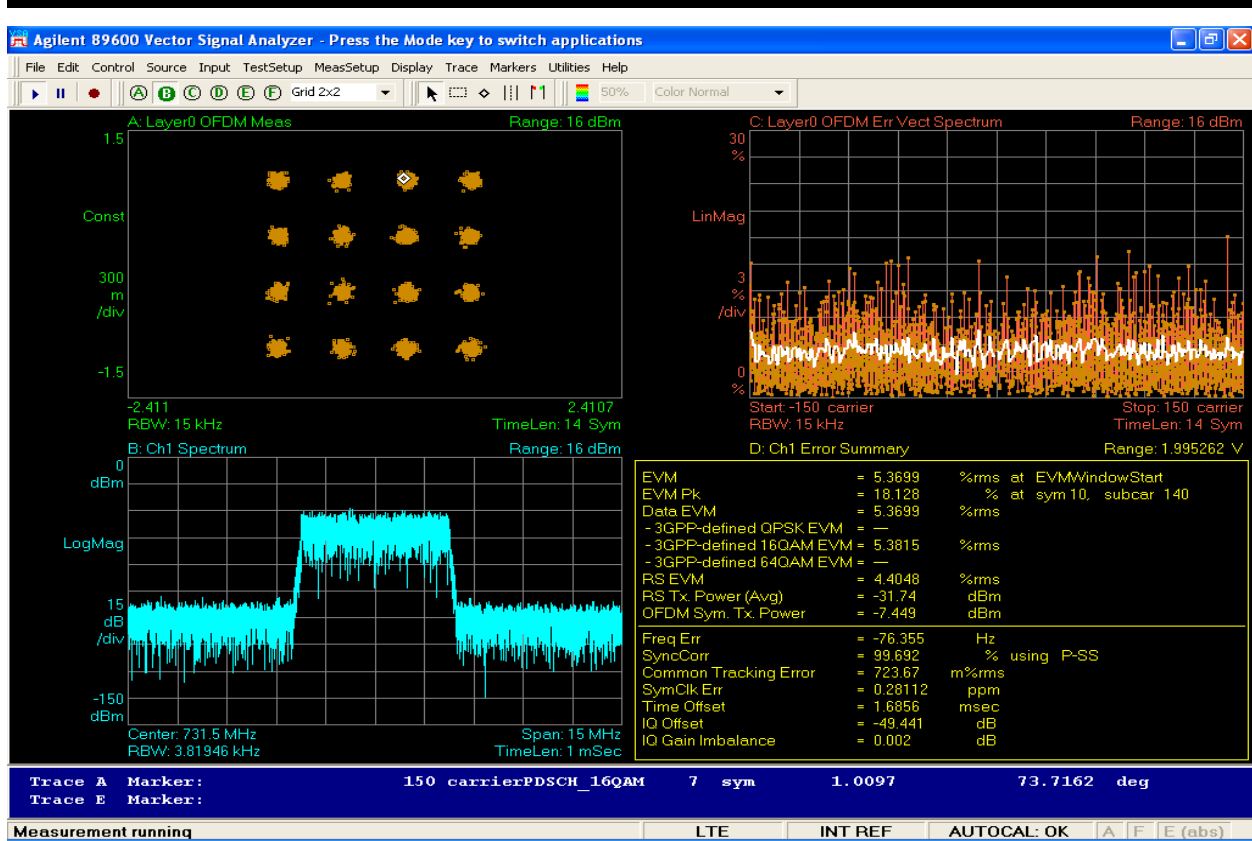 Agilent 89600 Vector Signal Analyzer - Press the Mode key to switch applications
File Edit Control Source Input TestSetup MeasSetup Display Trace Markers Utilities Help
A B C D E F Grid 2x2 50% Color Normal
A: Layer0 OFDM Meas Range: 16 dBm
1.5
Const
300
m
/div
-1.5
-2.411 2.4107
RBW: 15 kHz TimeLen: 14 Sym
C: Layer0 OFDM Err Vect Spectrum Range: 16 dBm
30
%
LinMag
3
%
/div
0
%
Start: -150 carrier Stop: 150 carrier
RBW: 15 kHz TimeLen: 14 Sym
B: Ch1 Spectrum Range: 16 dBm
0
dBm
LogMag
15
dB
/div
-150
dBm
Center: 731.5 MHz Span: 15 MHz
RBW: 3.81946 kHz TimeLen: 1 mSec
D: Ch1 Error Summary Range: 1.995262 V
EVM = 5.3699 %rms at EVMWindowStart
EVM Pk = 18.128 % at sym 10, subcar 140
Data EVM = 5.3699 %rms
- 3GPP-defined QPSK EVM = —
- 3GPP-defined 16QAM EVM = 5.3815 %rms
- 3GPP-defined 64QAM EVM = —
RS EVM = 4.4048 %rms
RS Tx. Power (Avg) = -31.74 dBm
OFDM Sym. Tx. Power = -7.449 dBm
Freq Err = -76.355 Hz
SyncCorr = 99.692 % using P-SS
Common Tracking Error = 723.67 m%rms
SymClk Err = 0.28112 ppm
Time Offset = 1.6856 msec
IQ Offset = -49.441 dB
IQ Gain Imbalance = 0.002 dB
Trace A Marker: 150 carrierPDSCH_16QAM 7 sym 1.0097 73.7162 deg
Trace E Marker:
Measurement running LTE INT REF AUTOCAL: OK A F E (abs)